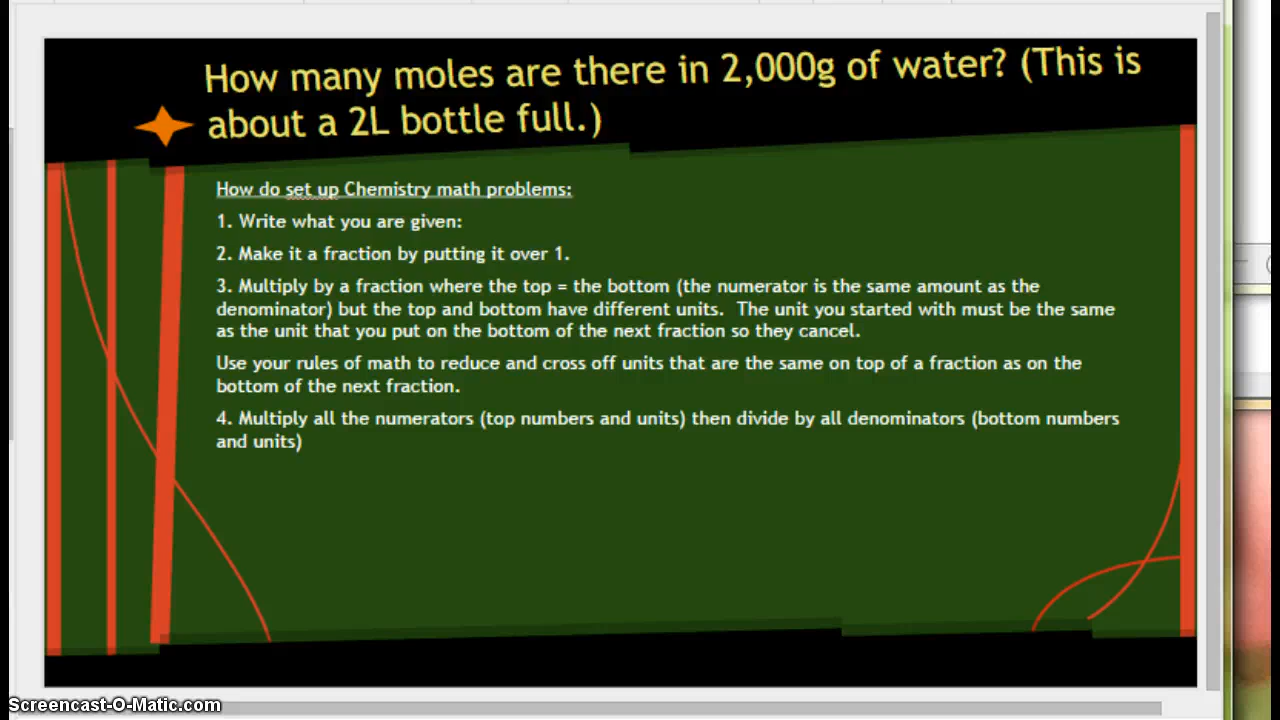 How many moles are there in 2,000g of water? (This is
about a 2L bottle full.)
How do set up Chemistry math problems:
1. Write what you are given:
2. Make it a fraction by putting it over 1.
3. Multiply by a fraction where the top = the bottom (the numerator is the same amount as the
denominator) but the top and bottom have different units.  The unit you started with must be the same
as the unit that you put on the bottom of the next fraction so they cancel.
Use your rules of math to reduce and cross off units that are the same on top of a fraction as on the
bottom of the next fraction.
4. Multiply all the numerators (top numbers and units) then divide by all denominators (bottom numbers
and units)
Screencast-O-Matic.com